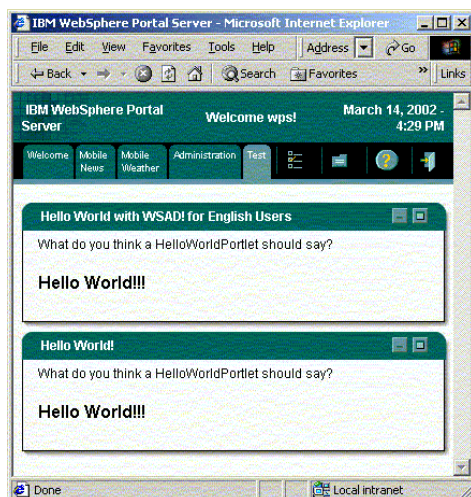 IBM WebSphere Portal Server - Microsoft Internet Explorer
File Edit View Favorites Tools Help Address Go
Back Search Favorites » Links
IBM WebSphere Portal Server Welcome wps! March 14, 2002 - 4:29 PM
Welcome Mobile News Mobile Weather Administration Test ?
Hello World with WSAD! for English Users
What do you think a HelloWorldPortlet should say?
Hello World!!!
Hello World!
What do you think a HelloWorldPortlet should say?
Hello World!!!
Done Local intranet